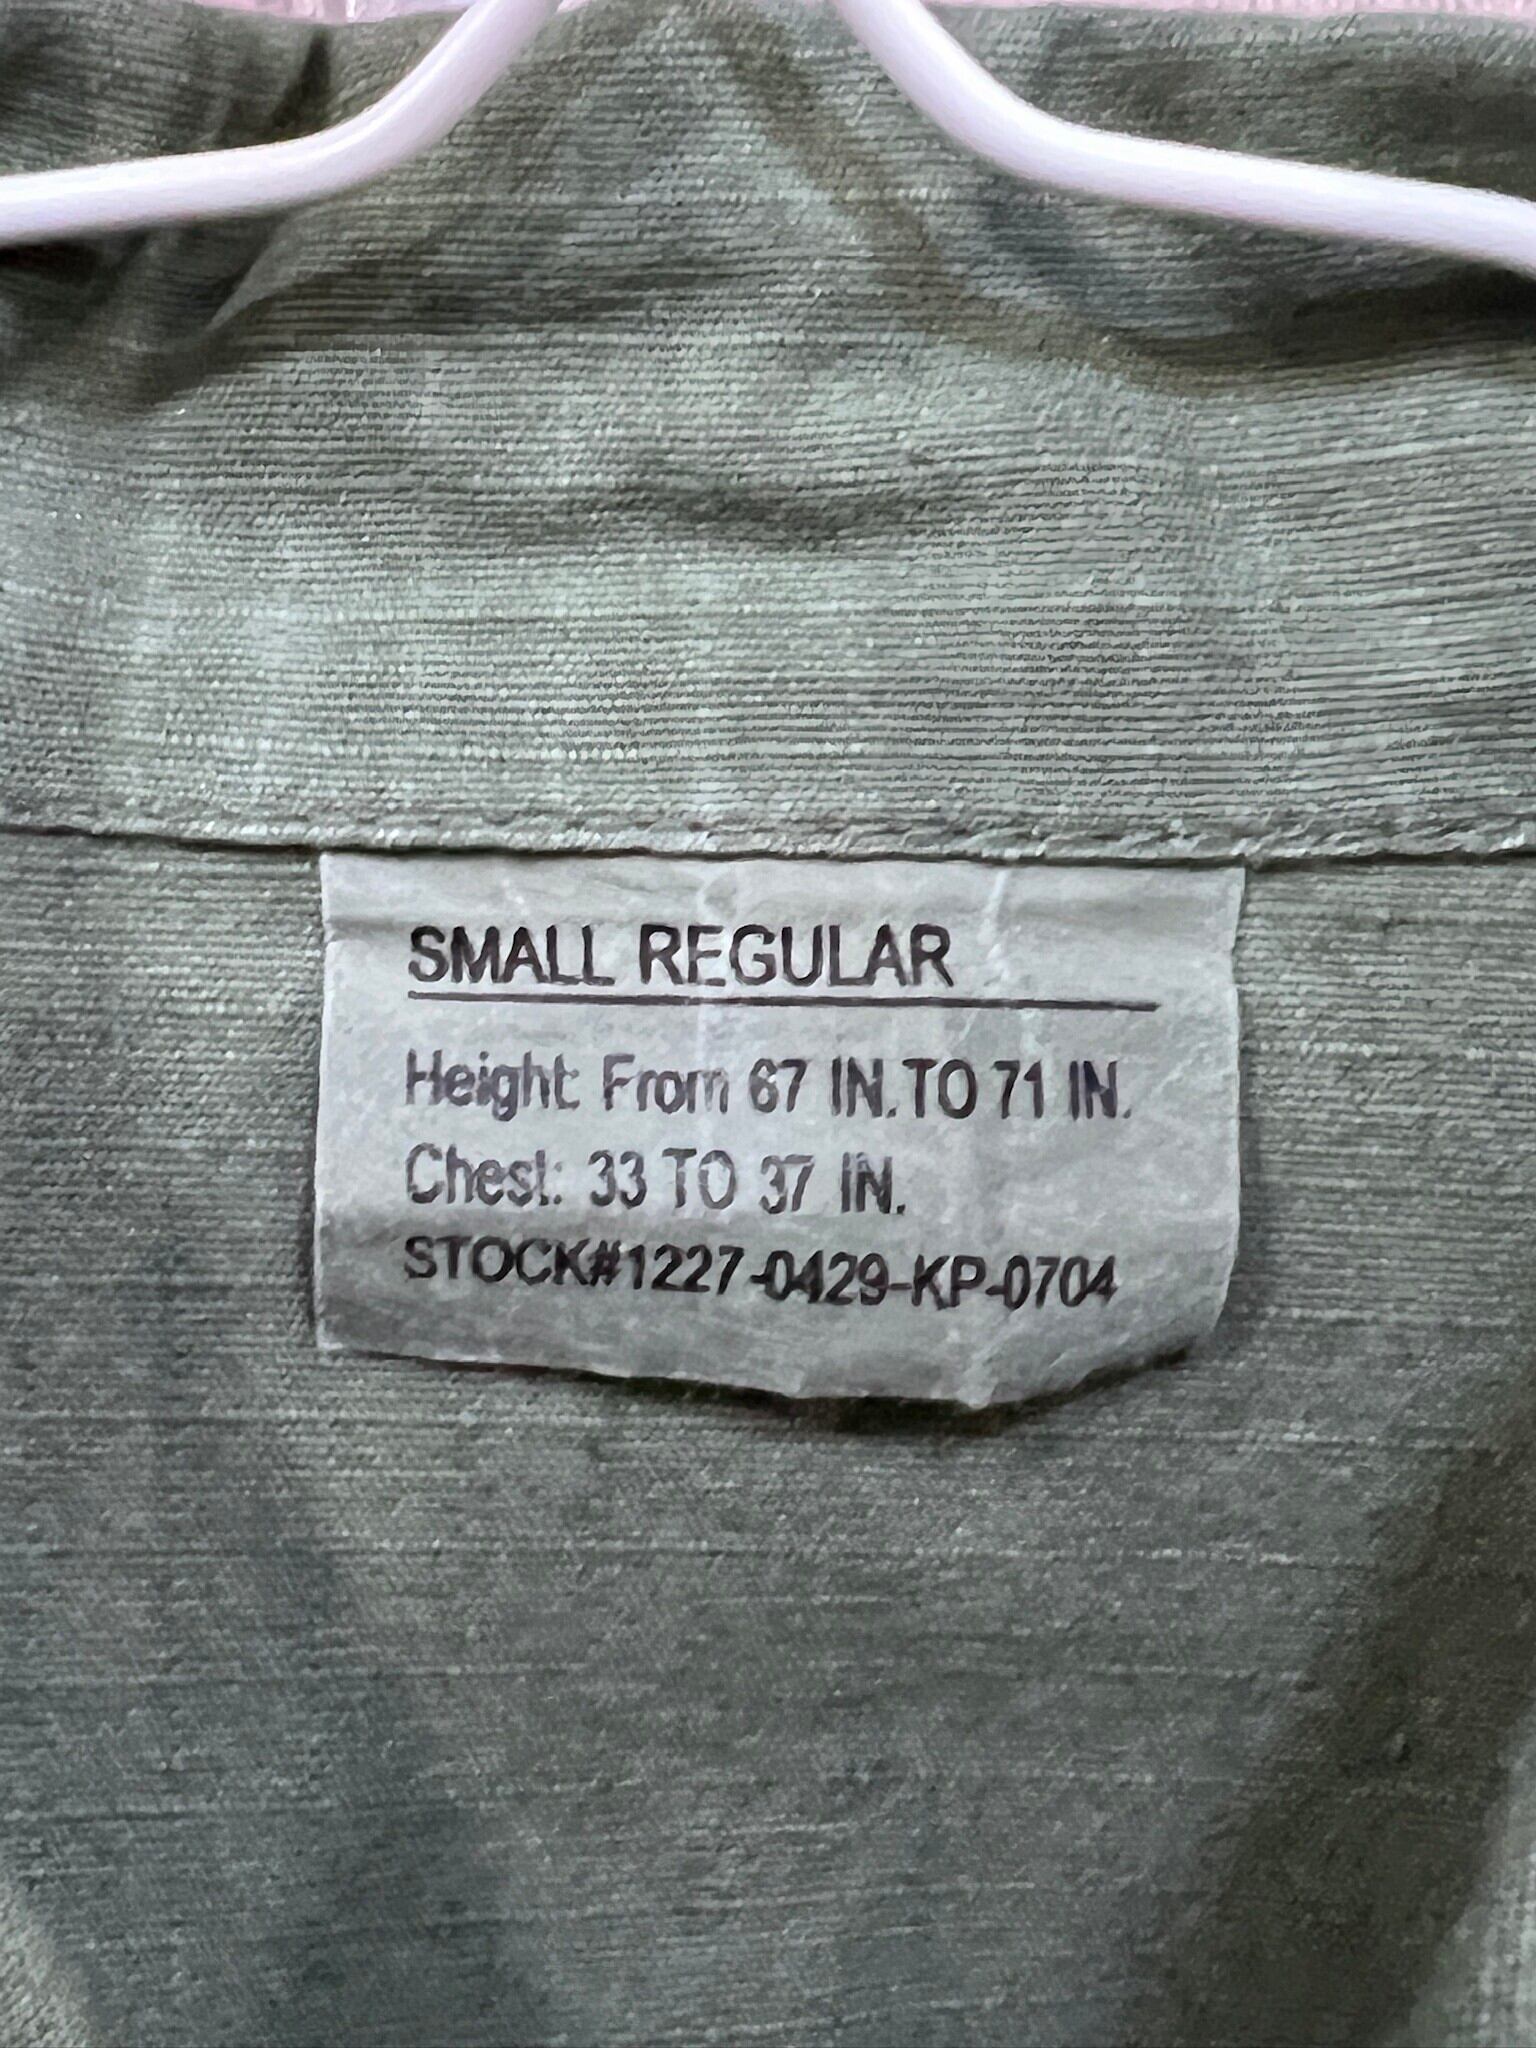 SMALL REGULAR
Height: From 67 IN. TO 71 IN.
Chest: 33 TO 37 IN.
STOCK#1227-0429-KP-0704